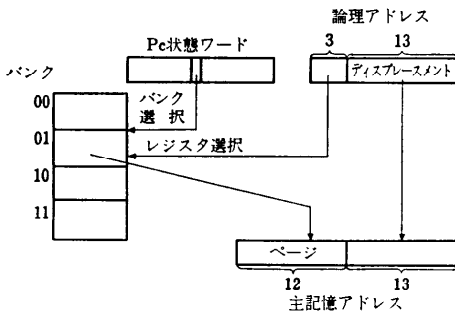 論理アドレス
Pc状態ワード
3 13
ディスプレースメント
バンク
00
01
10
11
バンク
選択
レジスタ選択
ページ
12 13
主記憶アドレス